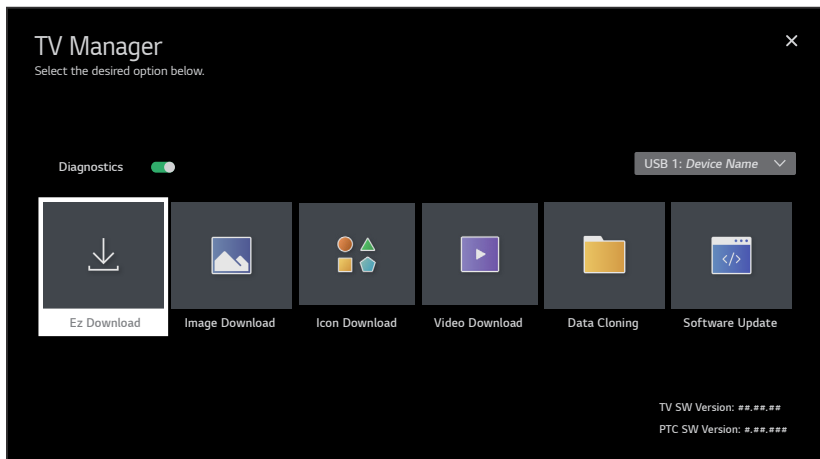 TV Manager
Select the desired option below.
Diagnostics
USB 1: Device Name
Ez Download
Image Download
Icon Download
Video Download
Data Cloning
Software Update
TV SW Version: ##.##.##
PTC SW Version: #.##.###